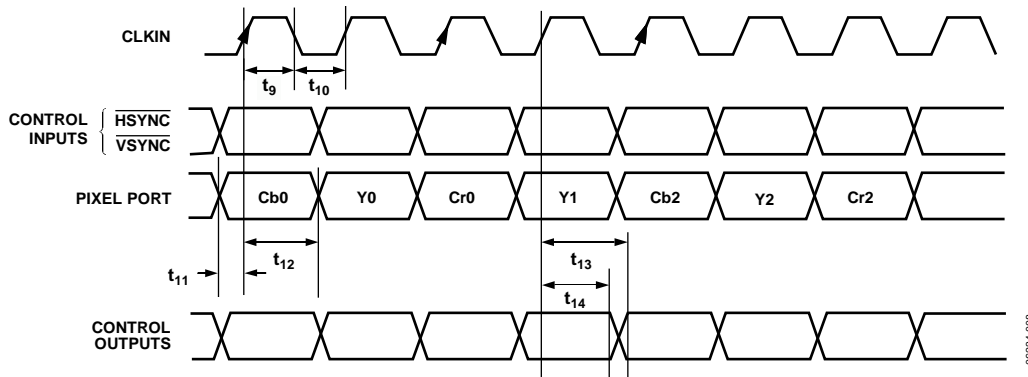 CLKIN
t9
t10
CONTROL
INPUTS
HSYNC
VSYNC
PIXEL PORT
Cb0
Y0
Cr0
Y1
Cb2
Y2
Cr2
t11
t12
t13
t14
CONTROL
OUTPUTS